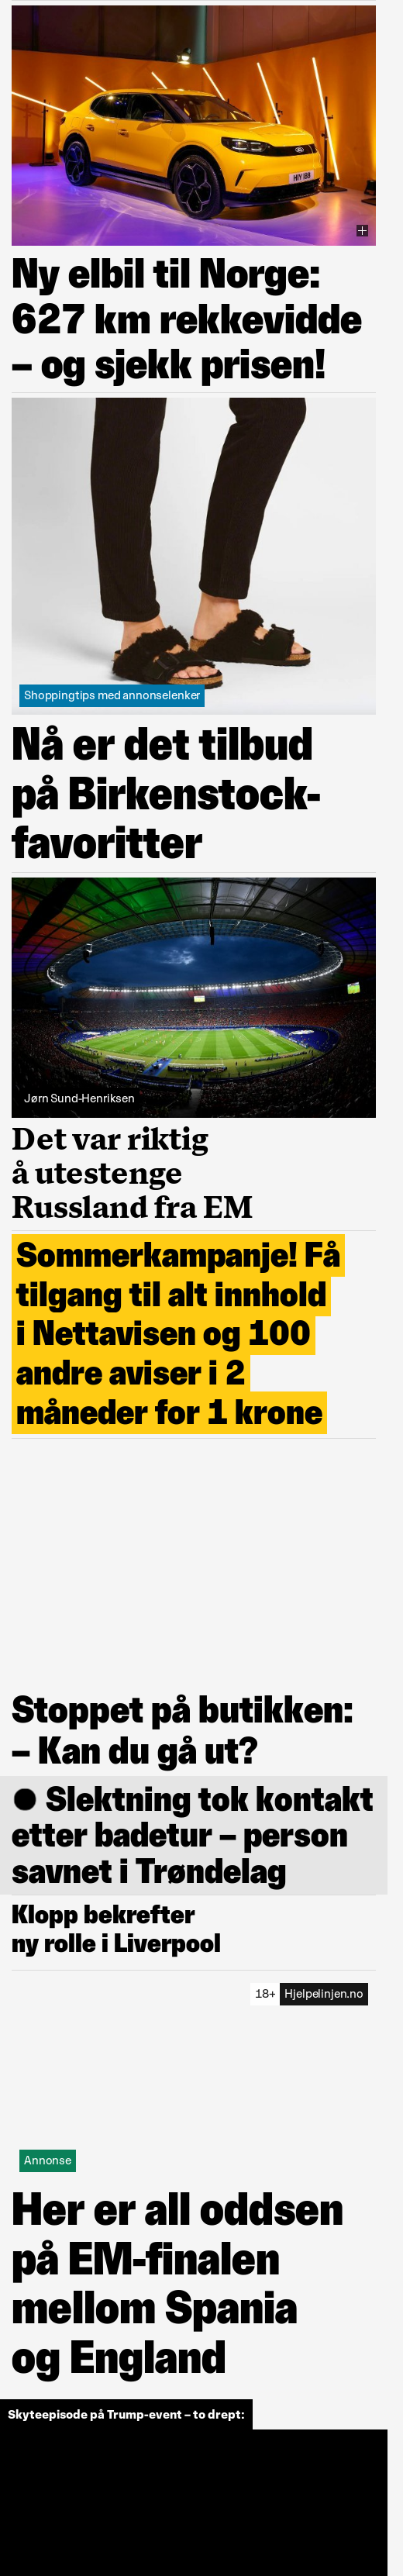 HIY 188
Ny elbil til Norge:
627 km rekkevidde
– og sjekk prisen!
Shoppingtips med annonselenker
Nå er det tilbud
på Birkenstock-
favoritter
Jørn Sund-Henriksen
Det var riktig
å utestenge
Russland fra EM
Sommerkampanje! Få
tilgang til alt innhold
i Nettavisen og 100
andre aviser i 2
måneder for 1 krone
Stoppet på butikken:
– Kan du gå ut?
Slektning tok kontakt
etter badetur – person
savnet i Trøndelag
Klopp bekrefter
ny rolle i Liverpool
18+ Hjelpelinjen.no
Annonse
Her er all oddsen
på EM-finalen
mellom Spania
og England
Skyteepisode på Trump-event – to drept: